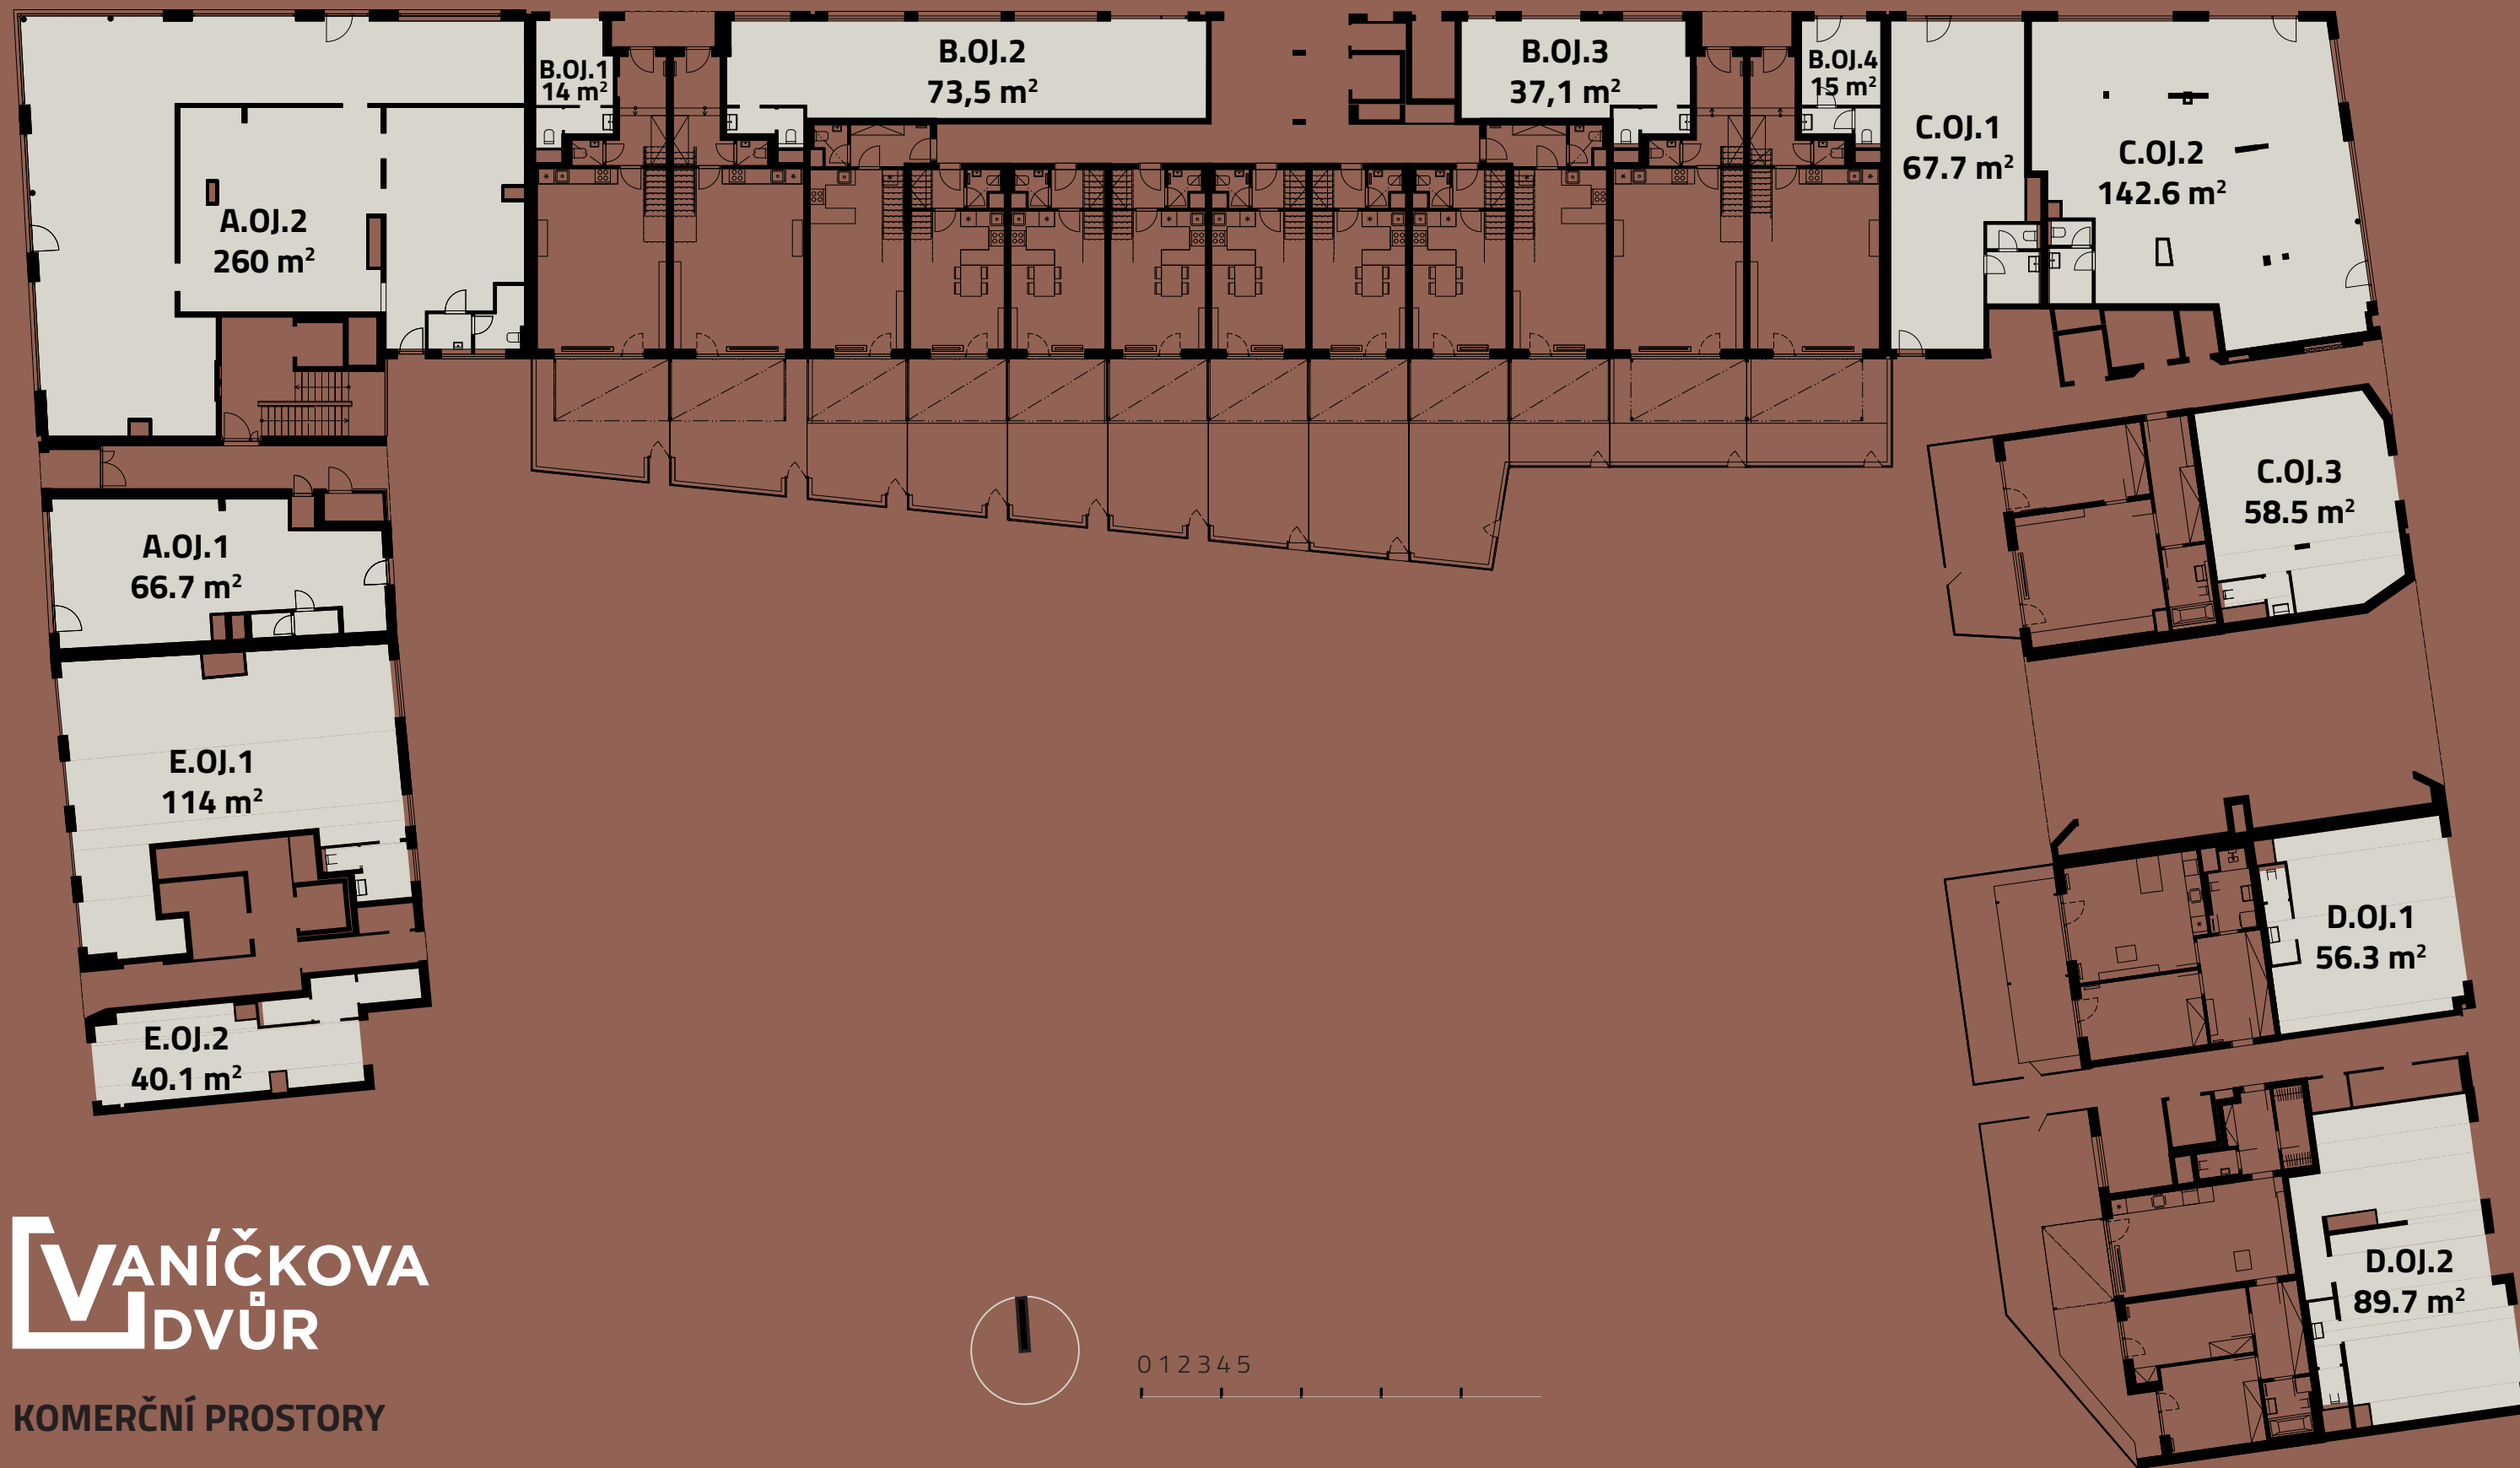 B.OJ.1
14 m²
B.OJ.2
73,5 m²
B.OJ.3
37,1 m²
B.OJ.4
15 m²
C.OJ.1
67.7 m²
C.OJ.2
142.6 m²
A.OJ.2
260 m²
C.OJ.3
58.5 m²
A.OJ.1
66.7 m²
E.OJ.1
114 m²
D.OJ.1
56.3 m²
E.OJ.2
40.1 m²
D.OJ.2
89.7 m²
VANÍČKOVA
DVŮR
0 1 2 3 4 5
KOMERČNÍ PROSTORY